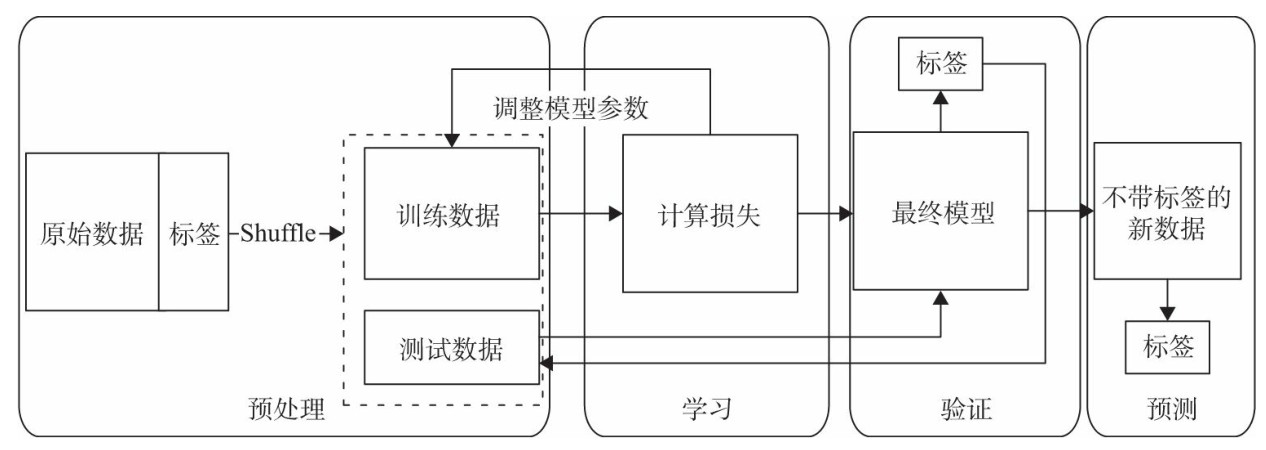 原始数据
标签
Shuffle
调整模型参数
训练数据
测试数据
预处理
计算损失
学习
标签
最终模型
验证
不带标签的
新数据
标签
预测